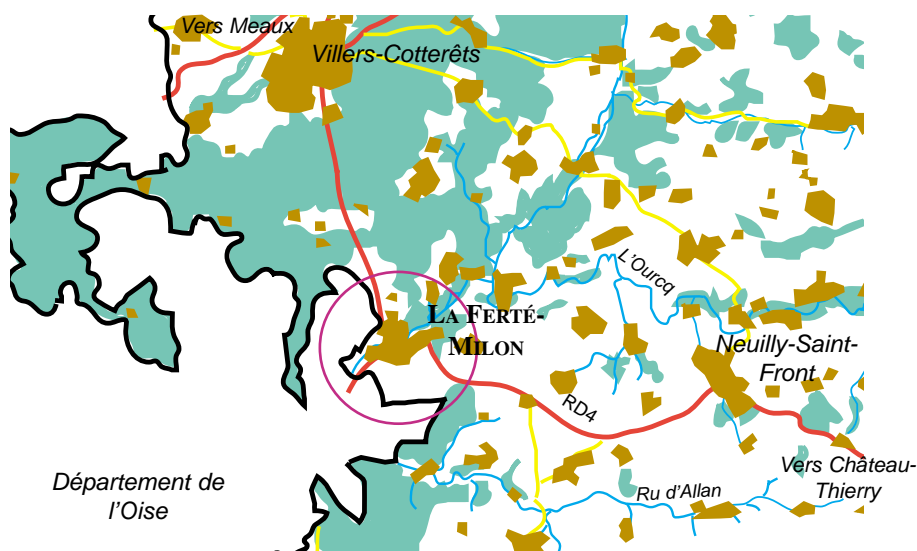 Vers Meaux
Villers-Cotterêts
L'Ourcq
LA FERTÉ-
MILON
Neuilly-Saint-
Front
RD4
Vers Château-
Thierry
Département de
l'Oise
Ru d'Allan